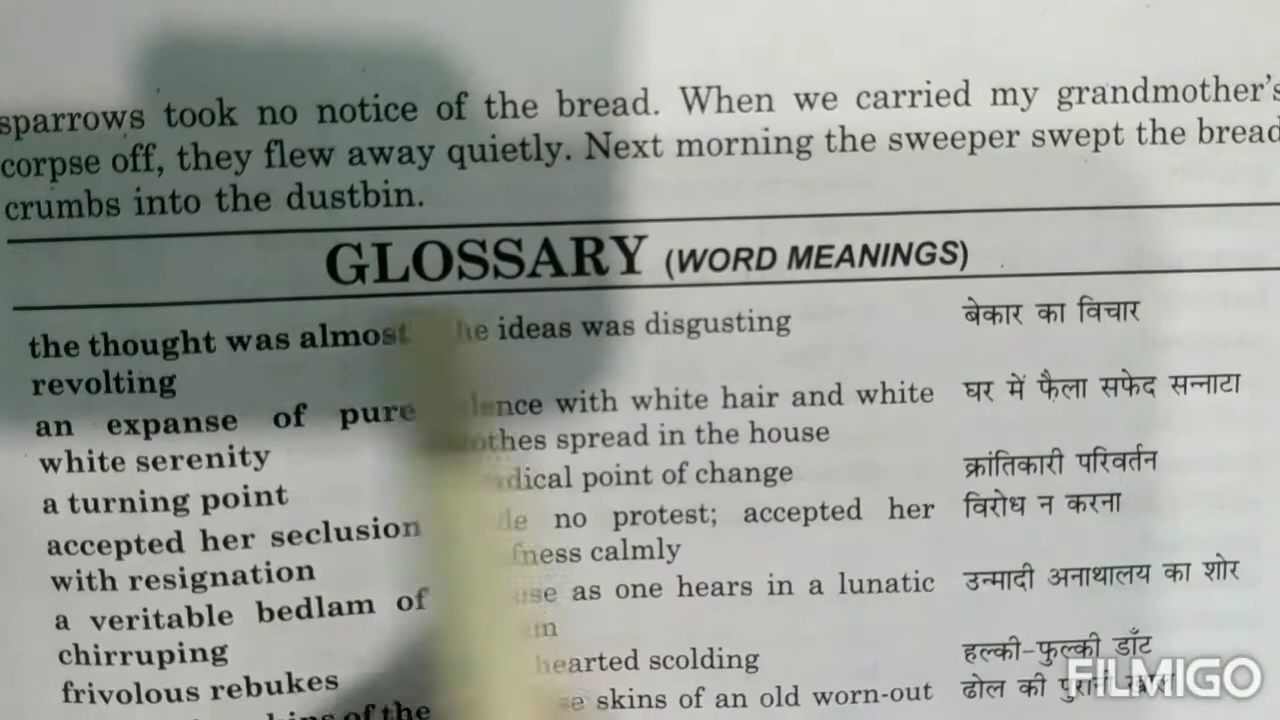 sparrows took no notice of the bread. When we carried my grandmother's
corpse off, they flew away quietly. Next morning the sweeper swept the bread
crumbs into the dustbin.
GLOSSARY (WORD MEANINGS)
the thought was almost he ideas was disgusting बेकार का विचार
revolting
an expanse of pure lence with white hair and white घर में फैला सफेद सन्नाटा
white serenity othes spread in the house
a turning point dical point of change क्रांतिकारी परिवर्तन
accepted her seclusion de no protest; accepted her विरोध न करना
with resignation fness calmly
a veritable bedlam of use as one hears in a lunatic उन्मादी अनाथालय का शोर
chirruping
frivolous rebukes hearted scolding हल्की-फुल्की डाँट
of the skins of an old worn-out ढोल की
FILMIGO